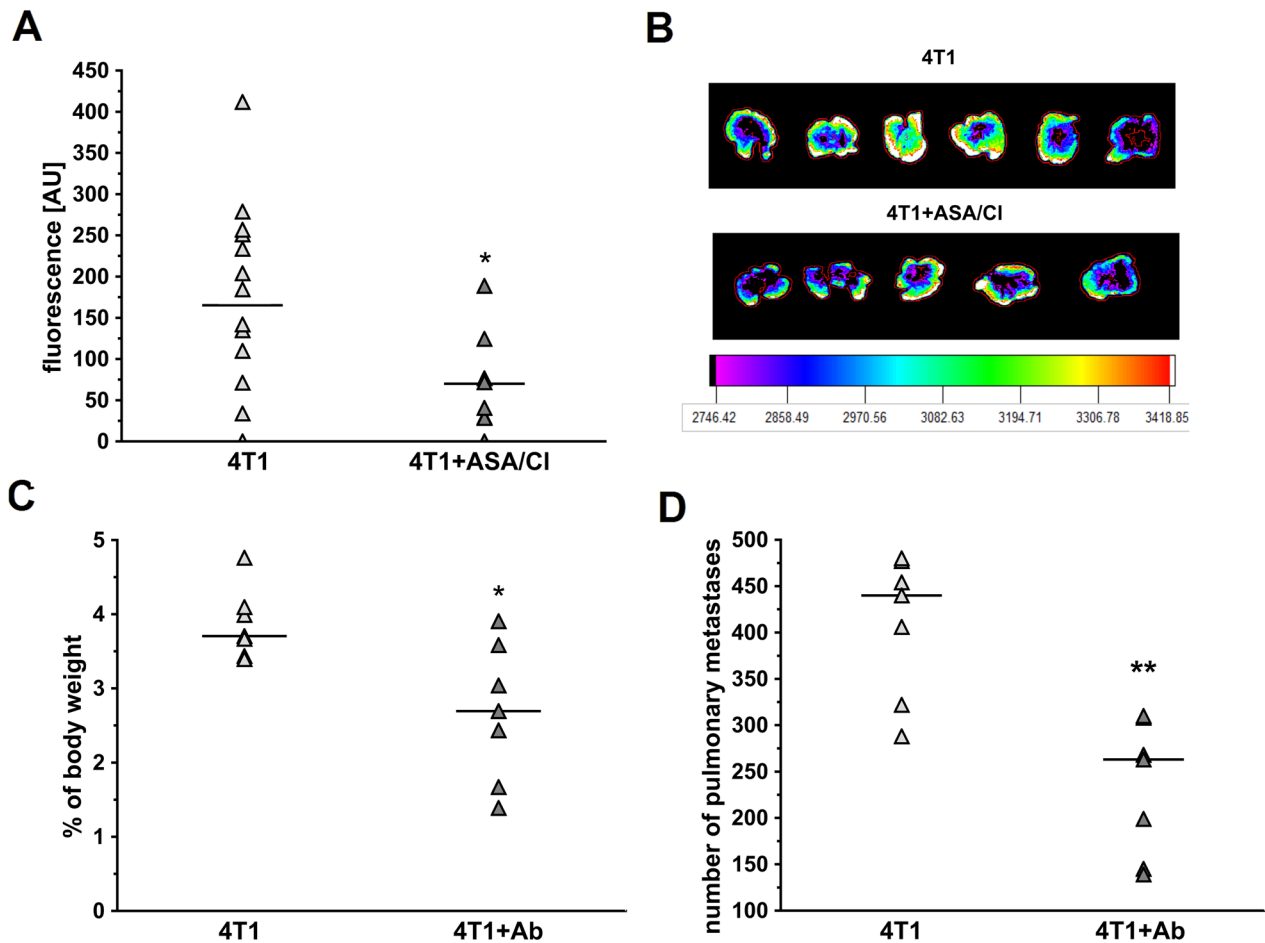 A
450
400
350
300
250
200
150
100
50
0
fluorescence [AU]
*
4T1
4T1+ASA/Cl
B
4T1
4T1+ASA/Cl
2746.42 2858.49 2970.56 3082.63 3194.71 3306.78 3418.85
C
5
4
3
2
1
0
% of body weight
*
4T1
4T1+Ab
D
500
450
400
350
300
250
200
150
100
number of pulmonary metastases
**
4T1
4T1+Ab